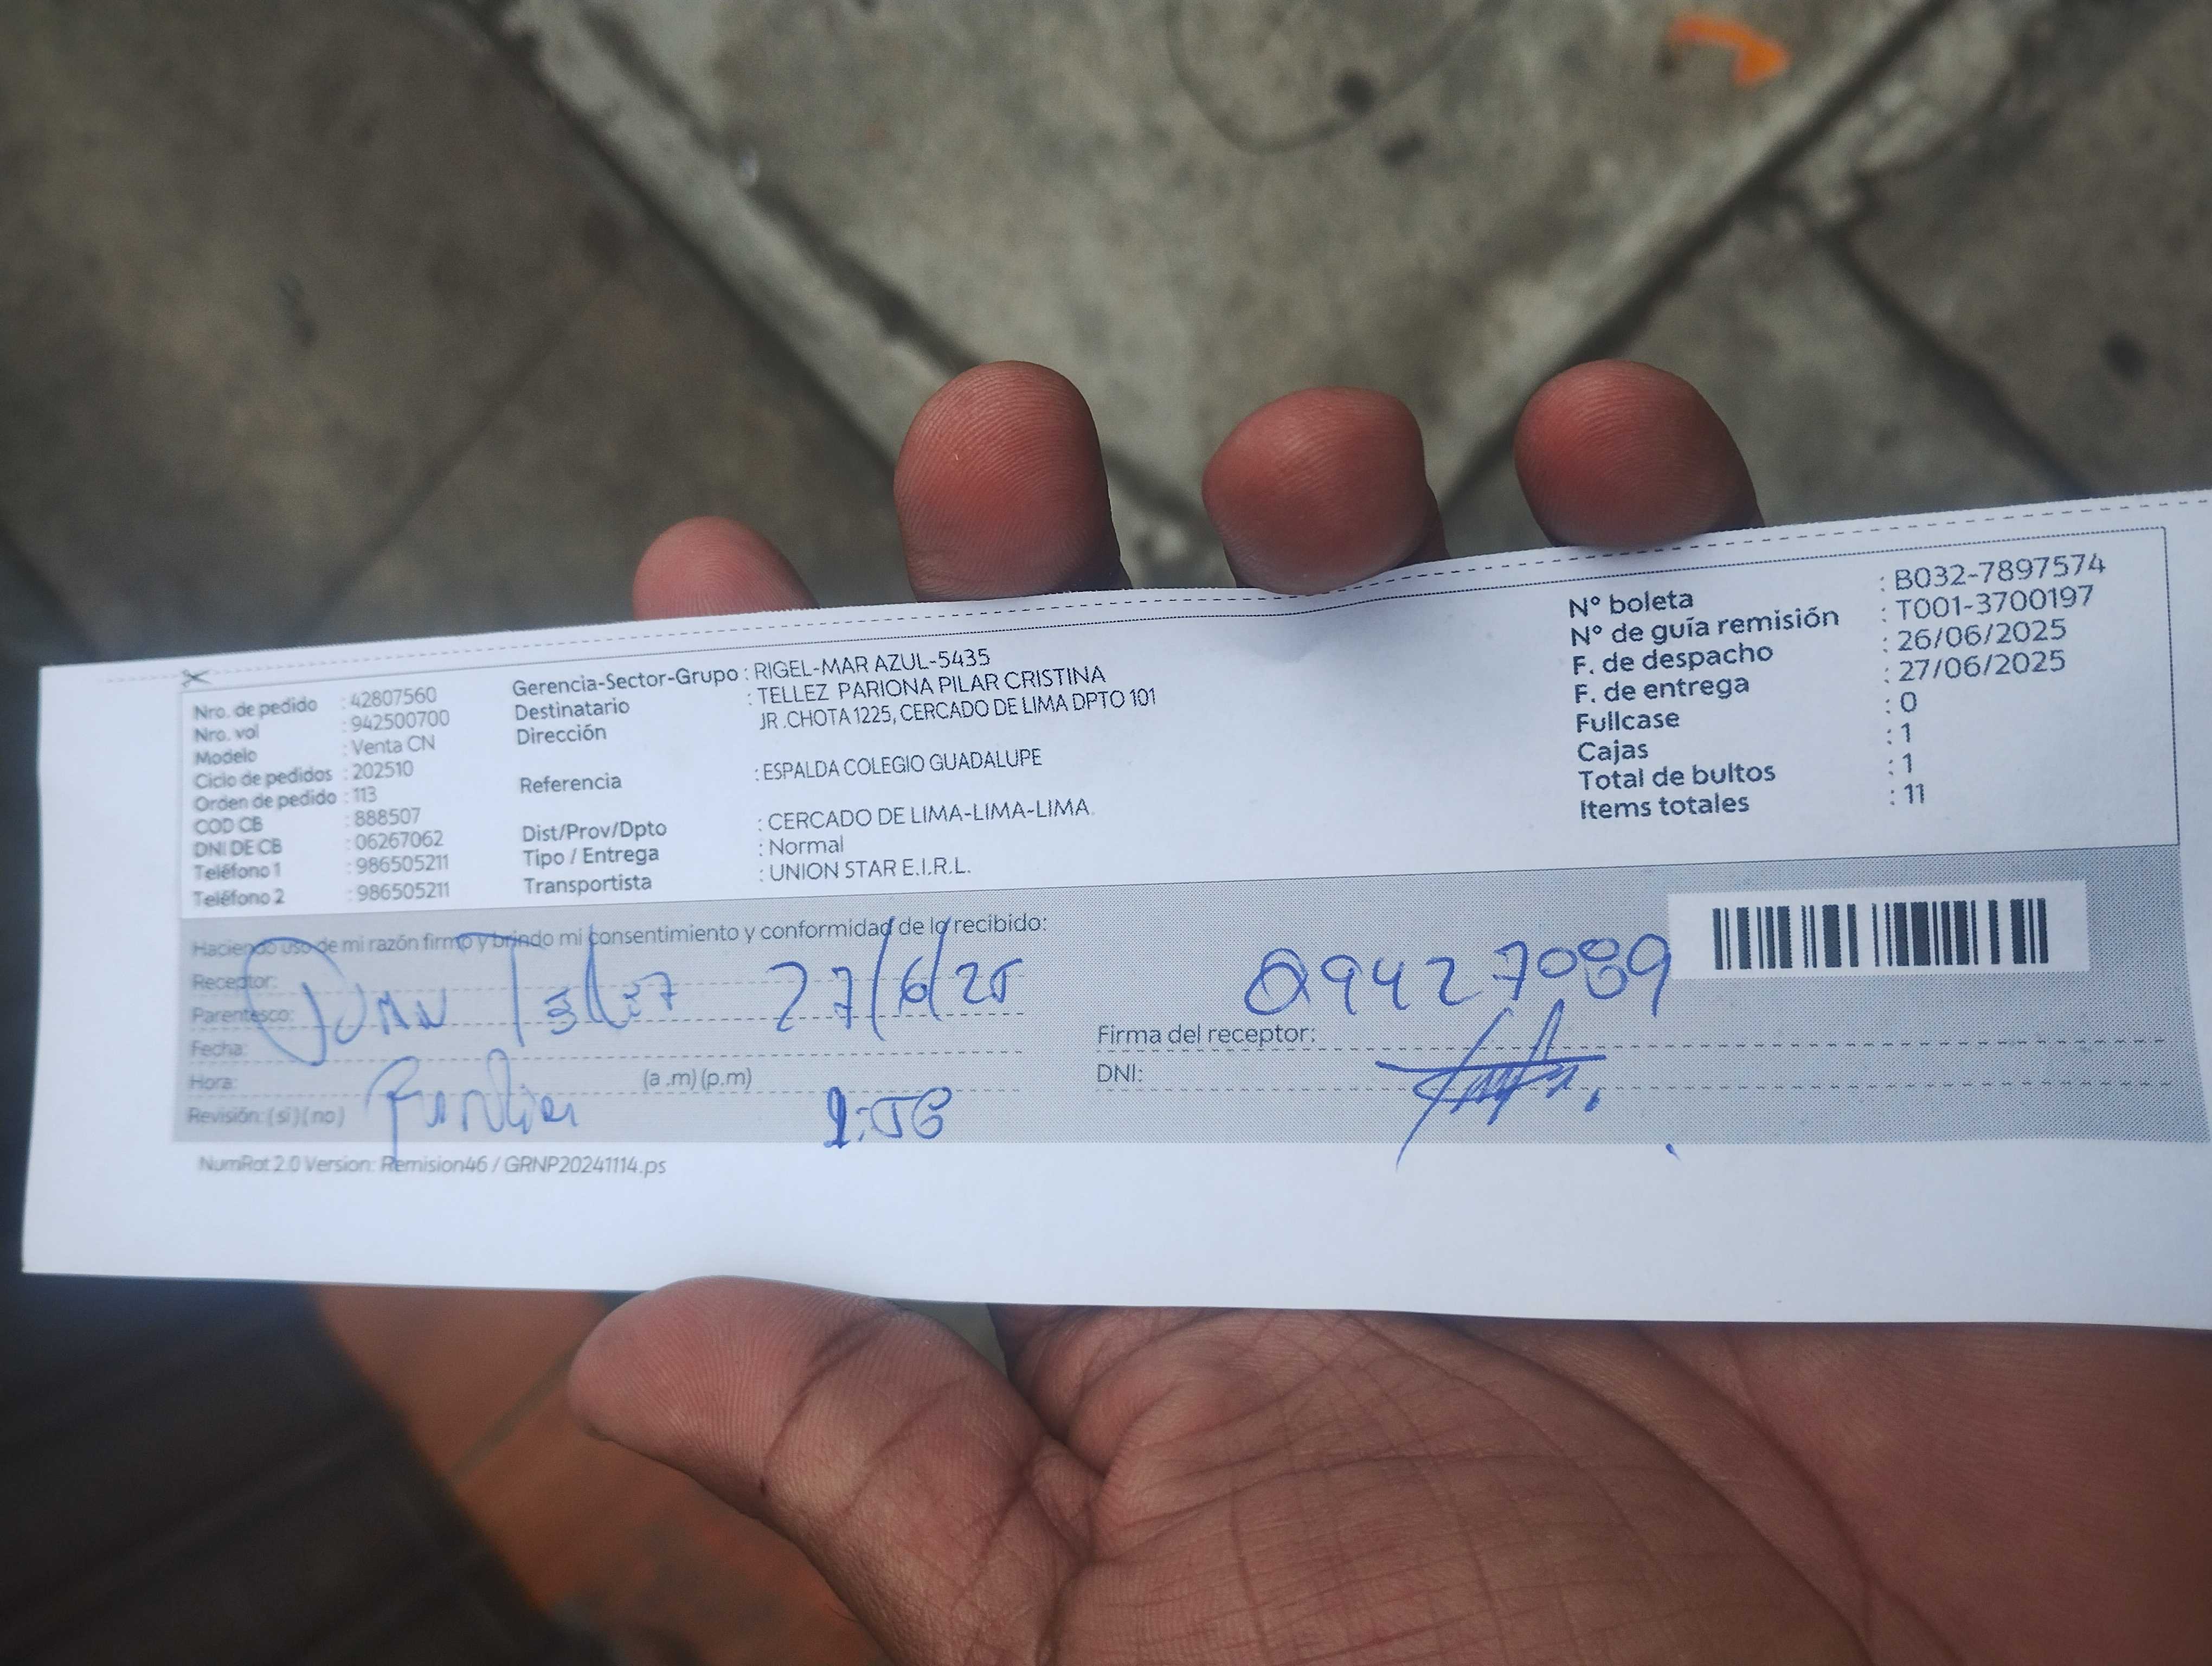 Nro. de pedido : 42807560
Nro. vol : 942500700
Modelo : Venta CN
Ciclo de pedidos : 202510
Orden de pedido : 113
COD CB : 888507
DNI DE CB : 06267062
Teléfono 1 : 986505211
Teléfono 2 : 986505211
Gerencia-Sector-Grupo : RIGEL-MAR AZUL-5435
Destinatario : TELLEZ PARIONA PILAR CRISTINA
Dirección JR .CHOTA 1225, CERCADO DE LIMA DPTO 101
Referencia : ESPALDA COLEGIO GUADALUPE
Dist/Prov/Dpto : CERCADO DE LIMA-LIMA-LIMA.
Tipo / Entrega : Normal
Transportista : UNION STAR E.I.R.L.
N° boleta : B032-7897574
N° de guía remisión : T001-3700197
F. de despacho : 26/06/2025
F. de entrega : 27/06/2025
Fullcase : 0
Cajas : 1
Total de bultos : 1
Items totales : 11
Haciendo uso de mi razón firmo y brindo mi consentimiento y conformidad de lo recibido:
Receptor:
Parentesco:
Juan 27/6/25
Fecha:
Hora: (a .m) (p.m)
Revisión: ( si ) ( no )
09427089
Firma del receptor:
DNI:
NumRot 2.0 Version: Remision46 / GRNP20241114.ps